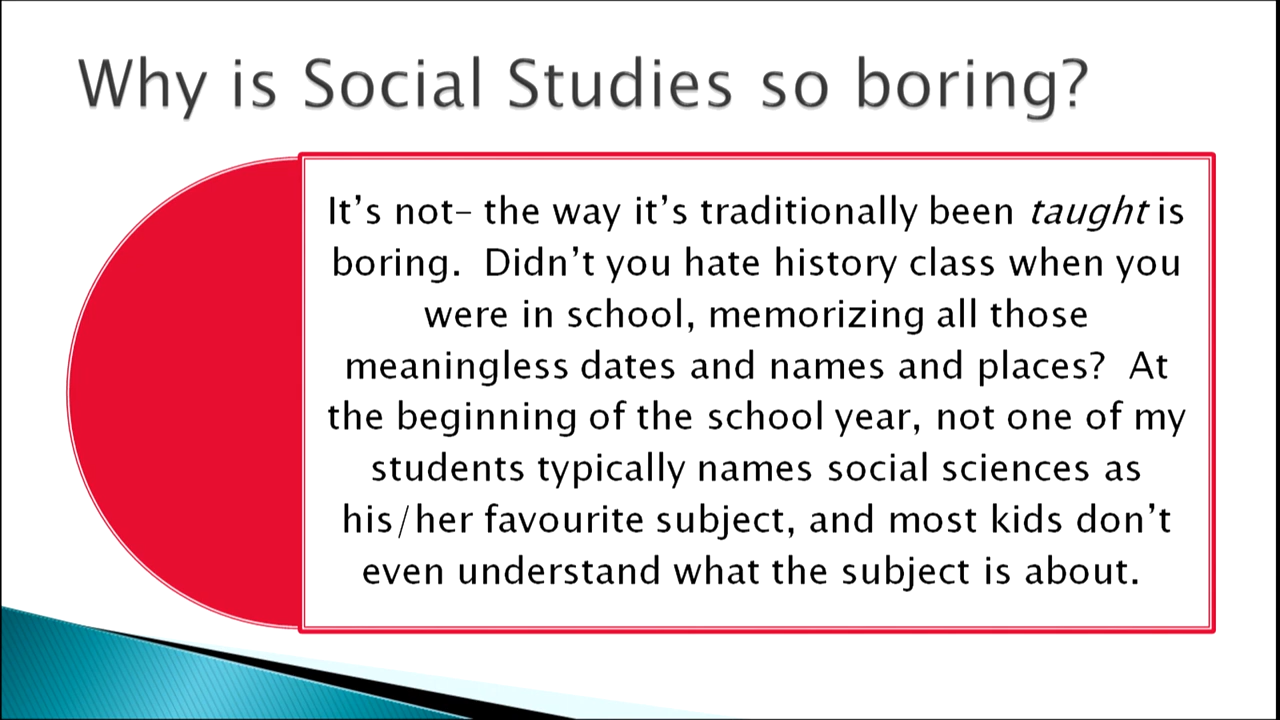 Why is Social Studies so boring?
It’s not– the way it’s traditionally been taught is
boring.  Didn’t you hate history class when you
were in school, memorizing all those
meaningless dates and names and places?  At
the beginning of the school year, not one of my
students typically names social sciences as
his/her favourite subject, and most kids don’t
even understand what the subject is about.